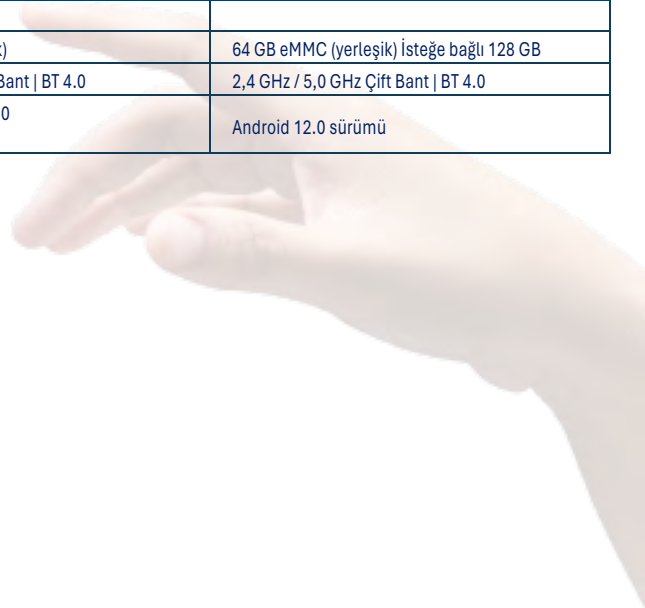 k) 64 GB eMMC (yerleşik) İsteğe bağlı 128 GB
Bant | BT 4.0 2,4 GHz / 5,0 GHz Çift Bant | BT 4.0
0
Android 12.0 sürümü